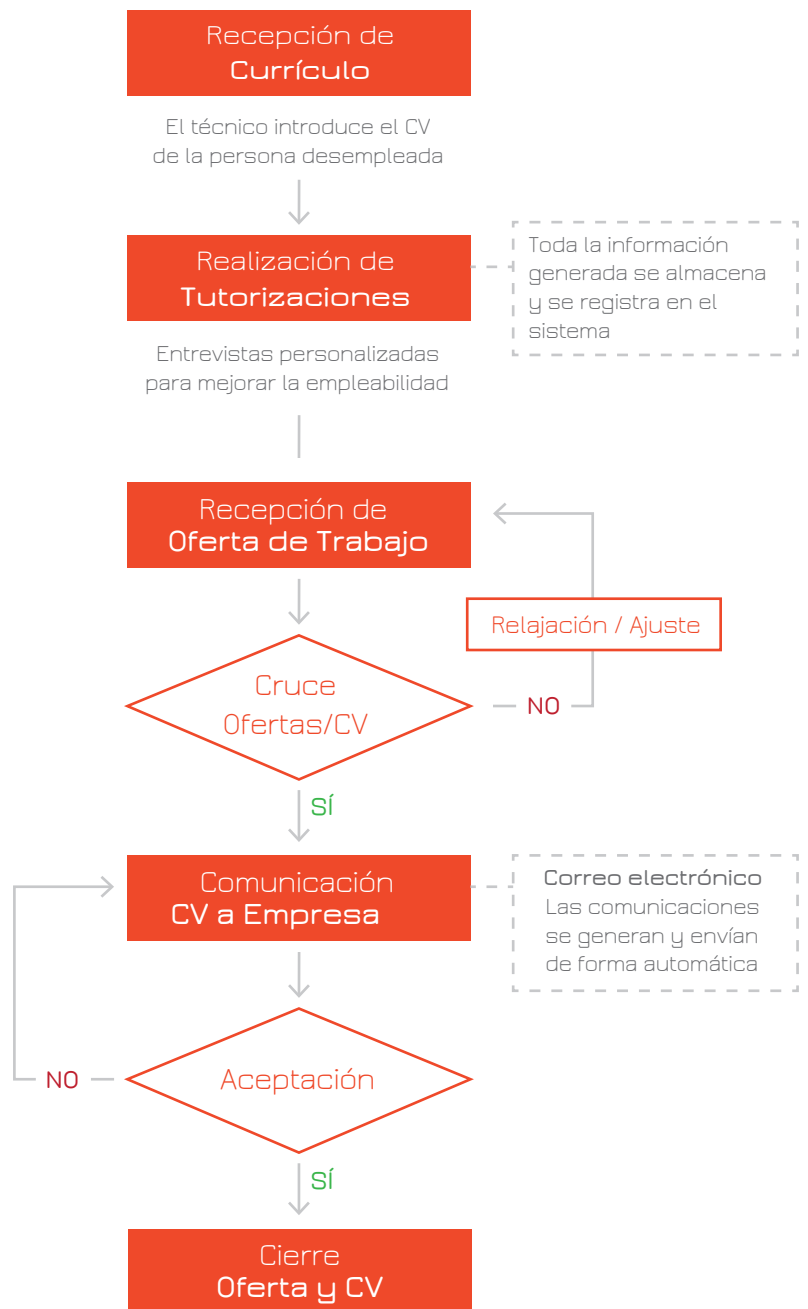 Recepción de
Currículo
El técnico introduce el CV
de la persona desempleada
Realización de
Tutorizaciones
Toda la información
generada se almacena
y se registra en el
sistema
Entrevistas personalizadas
para mejorar la empleabilidad
Recepción de
Oferta de Trabajo
Relajación / Ajuste
Cruce
Ofertas/CV
NO
SÍ
Comunicación
CV a Empresa
Correo electrónico
Las comunicaciones
se generan y envían
de forma automática
Aceptación
NO
SÍ
Cierre
Oferta y CV